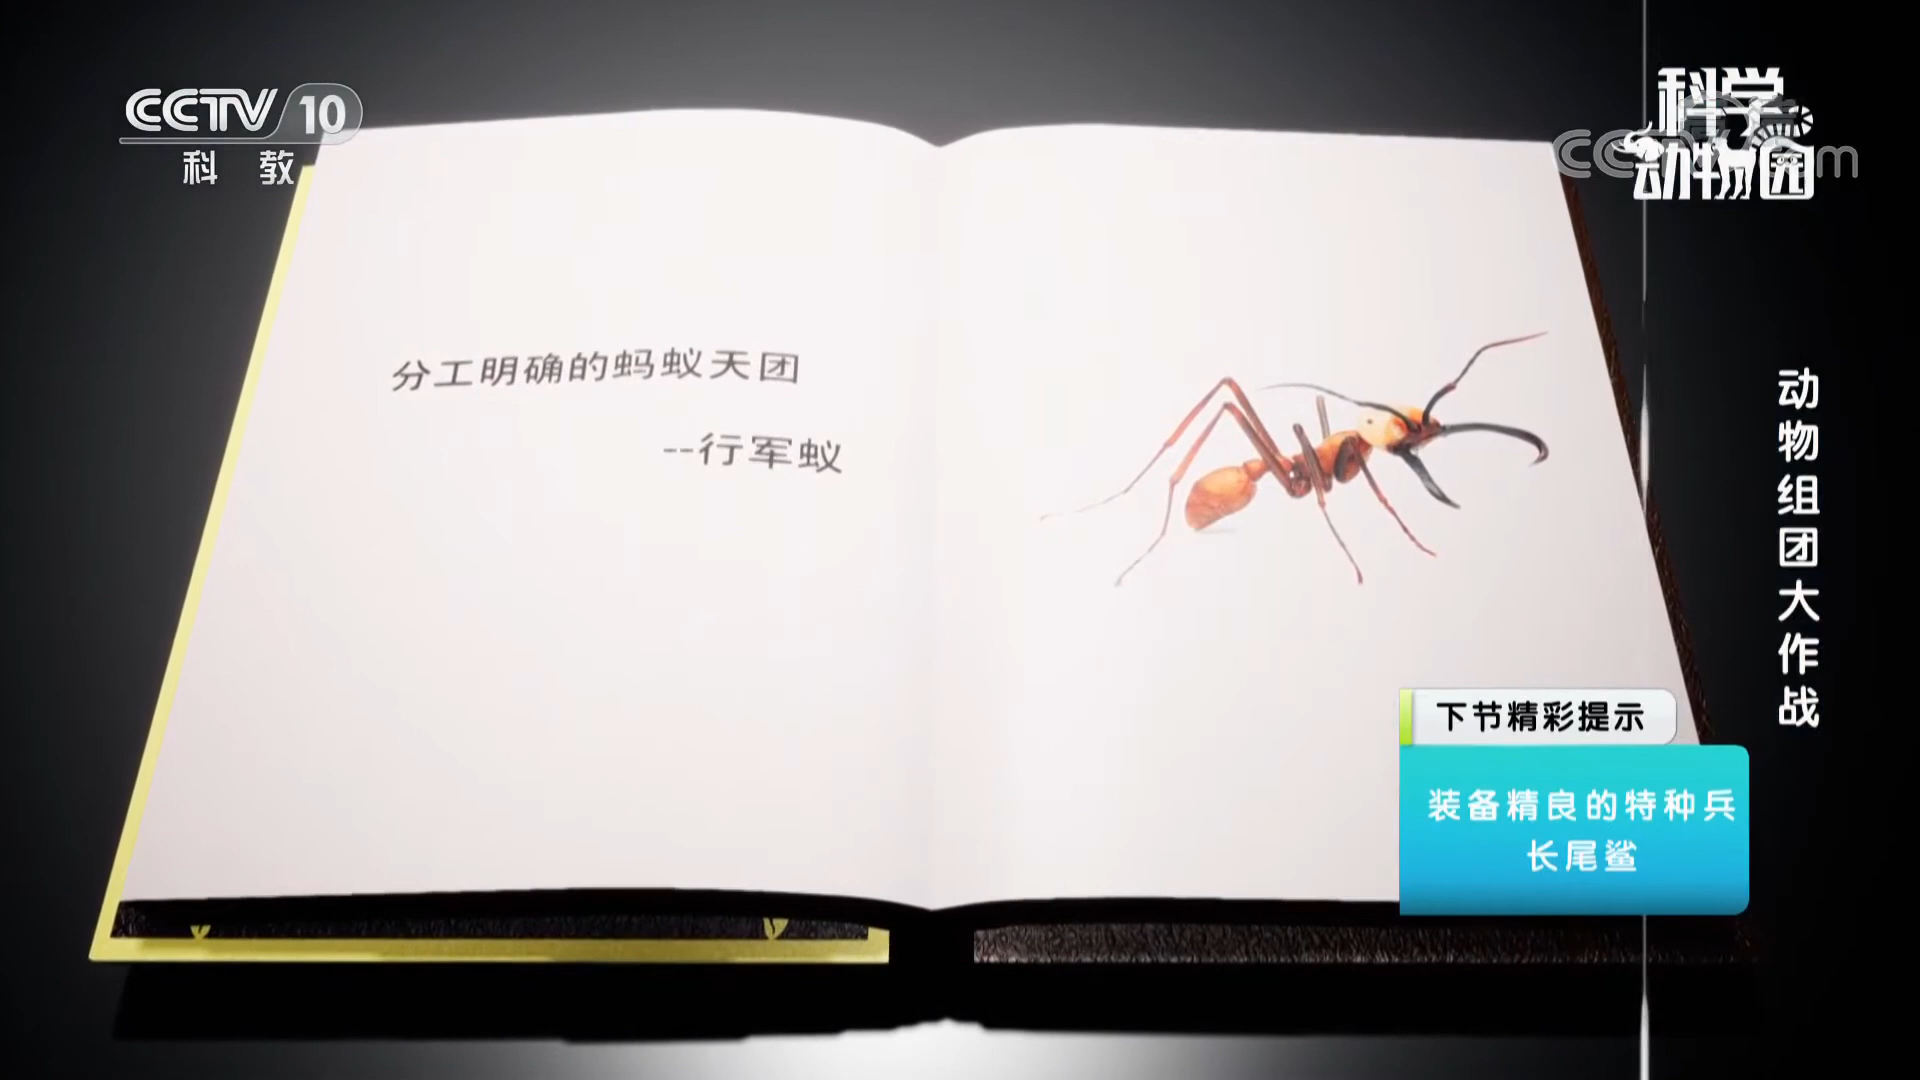 CCTV 10
科教
科学
动物园
分工明确的蚂蚁天团
--行军蚁
动物组团大作战
下节精彩提示
装备精良的特种兵
长尾鲨